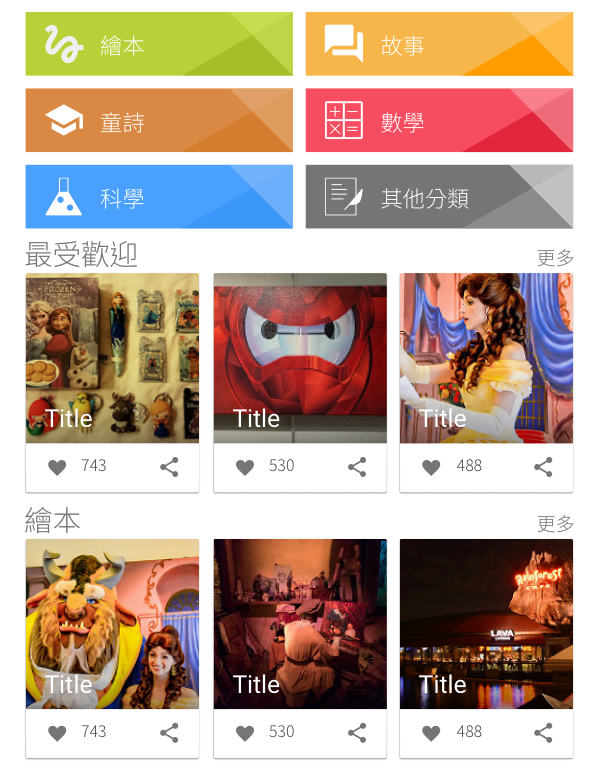 繪本
故事
童詩
數學
科學
其他分類
最受歡迎
更多
FROZEN
Title
Title
Title
743
530
488
繪本
更多
Rainforest
CAFE
LAVA
LOUNGE
Title
Title
Title
743
530
488